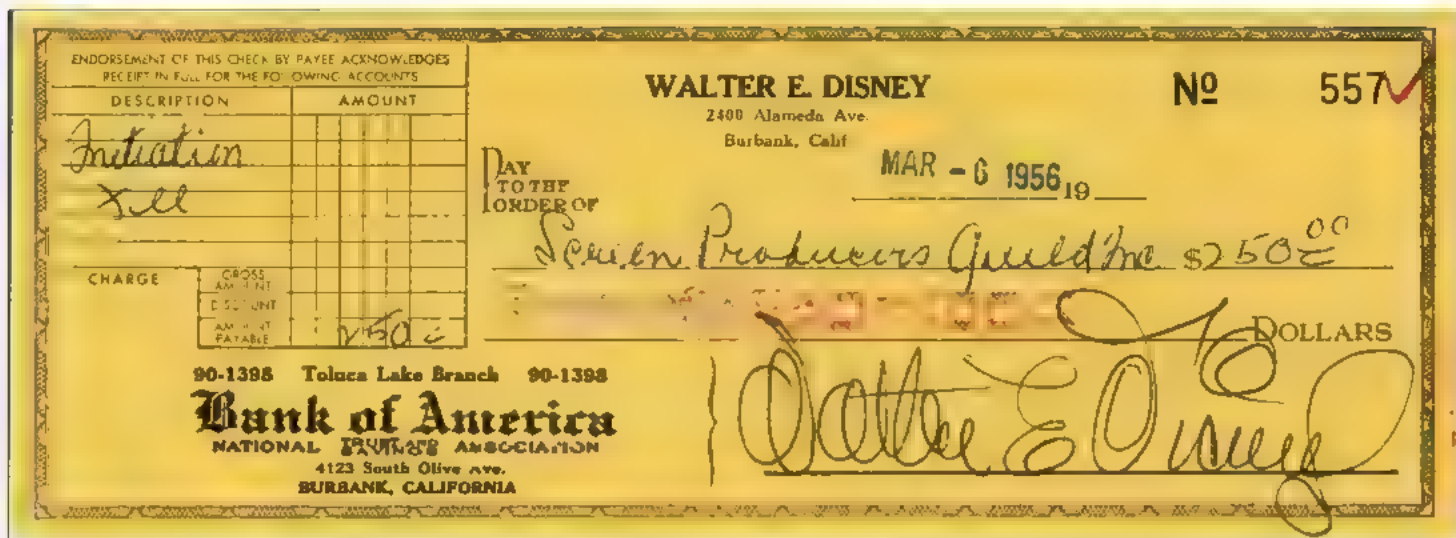 ENDORSEMENT OF THIS CHECK BY PAYEE ACKNOWLEDGES
RECEIPT IN FULL FOR THE FOLLOWING ACCOUNTS
DESCRIPTION AMOUNT
Initiation
Fee
CHARGE
GROSS
AMOUNT
DISCOUNT
AMOUNT
PAYABLE
250
WALTER E. DISNEY
2400 Alameda Ave.
Burbank, Calif
Nº 557
MAR - 6 1956 19
PAY
TO THE
ORDER OF
Screen Producers Guild Inc $250 00
DOLLARS
90-1398 Toluca Lake Branch 90-1398
Bank of America
NATIONAL TRUST AND SAVINGS ASSOCIATION
4123 South Olive Ave.
BURBANK, CALIFORNIA
Walter E Disney